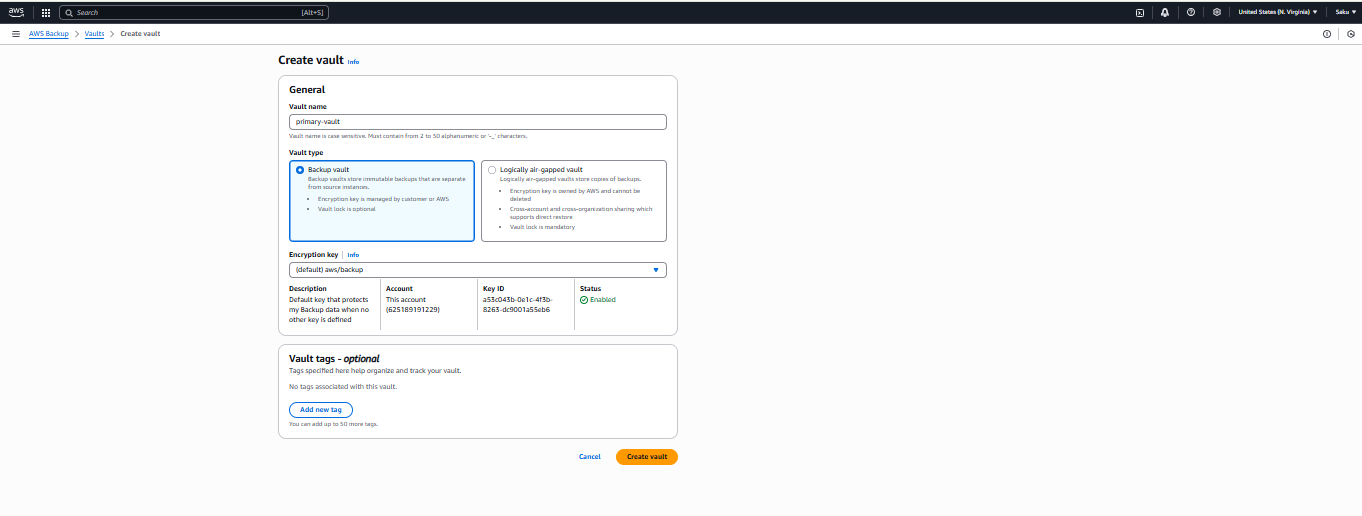 aws
Search
[Alt+S]
United States (N. Virginia)
Saku
AWS Backup
Vaults
Create vault
Create vault
Info
General
Vault name
primary-vault
Vault name is case sensitive. Must contain from 2 to 50 alphanumeric or '-_' characters.
Vault type
Backup vault
Backup vaults store immutable backups that are separate
from source instances.
• Encryption key is managed by customer or AWS
• Vault lock is optional
Logically air-gapped vault
Logically air-gapped vaults store copies of backups.
• Encryption key is owned by AWS and cannot be
deleted
• Cross-account and cross-organization sharing which
supports direct restore
• Vault lock is mandatory
Encryption key
Info
(default) aws/backup
Description
Default key that protects
my Backup data when no
other key is defined
Account
This account
(625189191229)
Key ID
a53c043b-0e1c-4f3b-
8263-dc9001a55eb6
Status
Enabled
Vault tags - optional
Tags specified here help organize and track your vault.
No tags associated with this vault.
Add new tag
You can add up to 50 more tags.
Cancel
Create vault